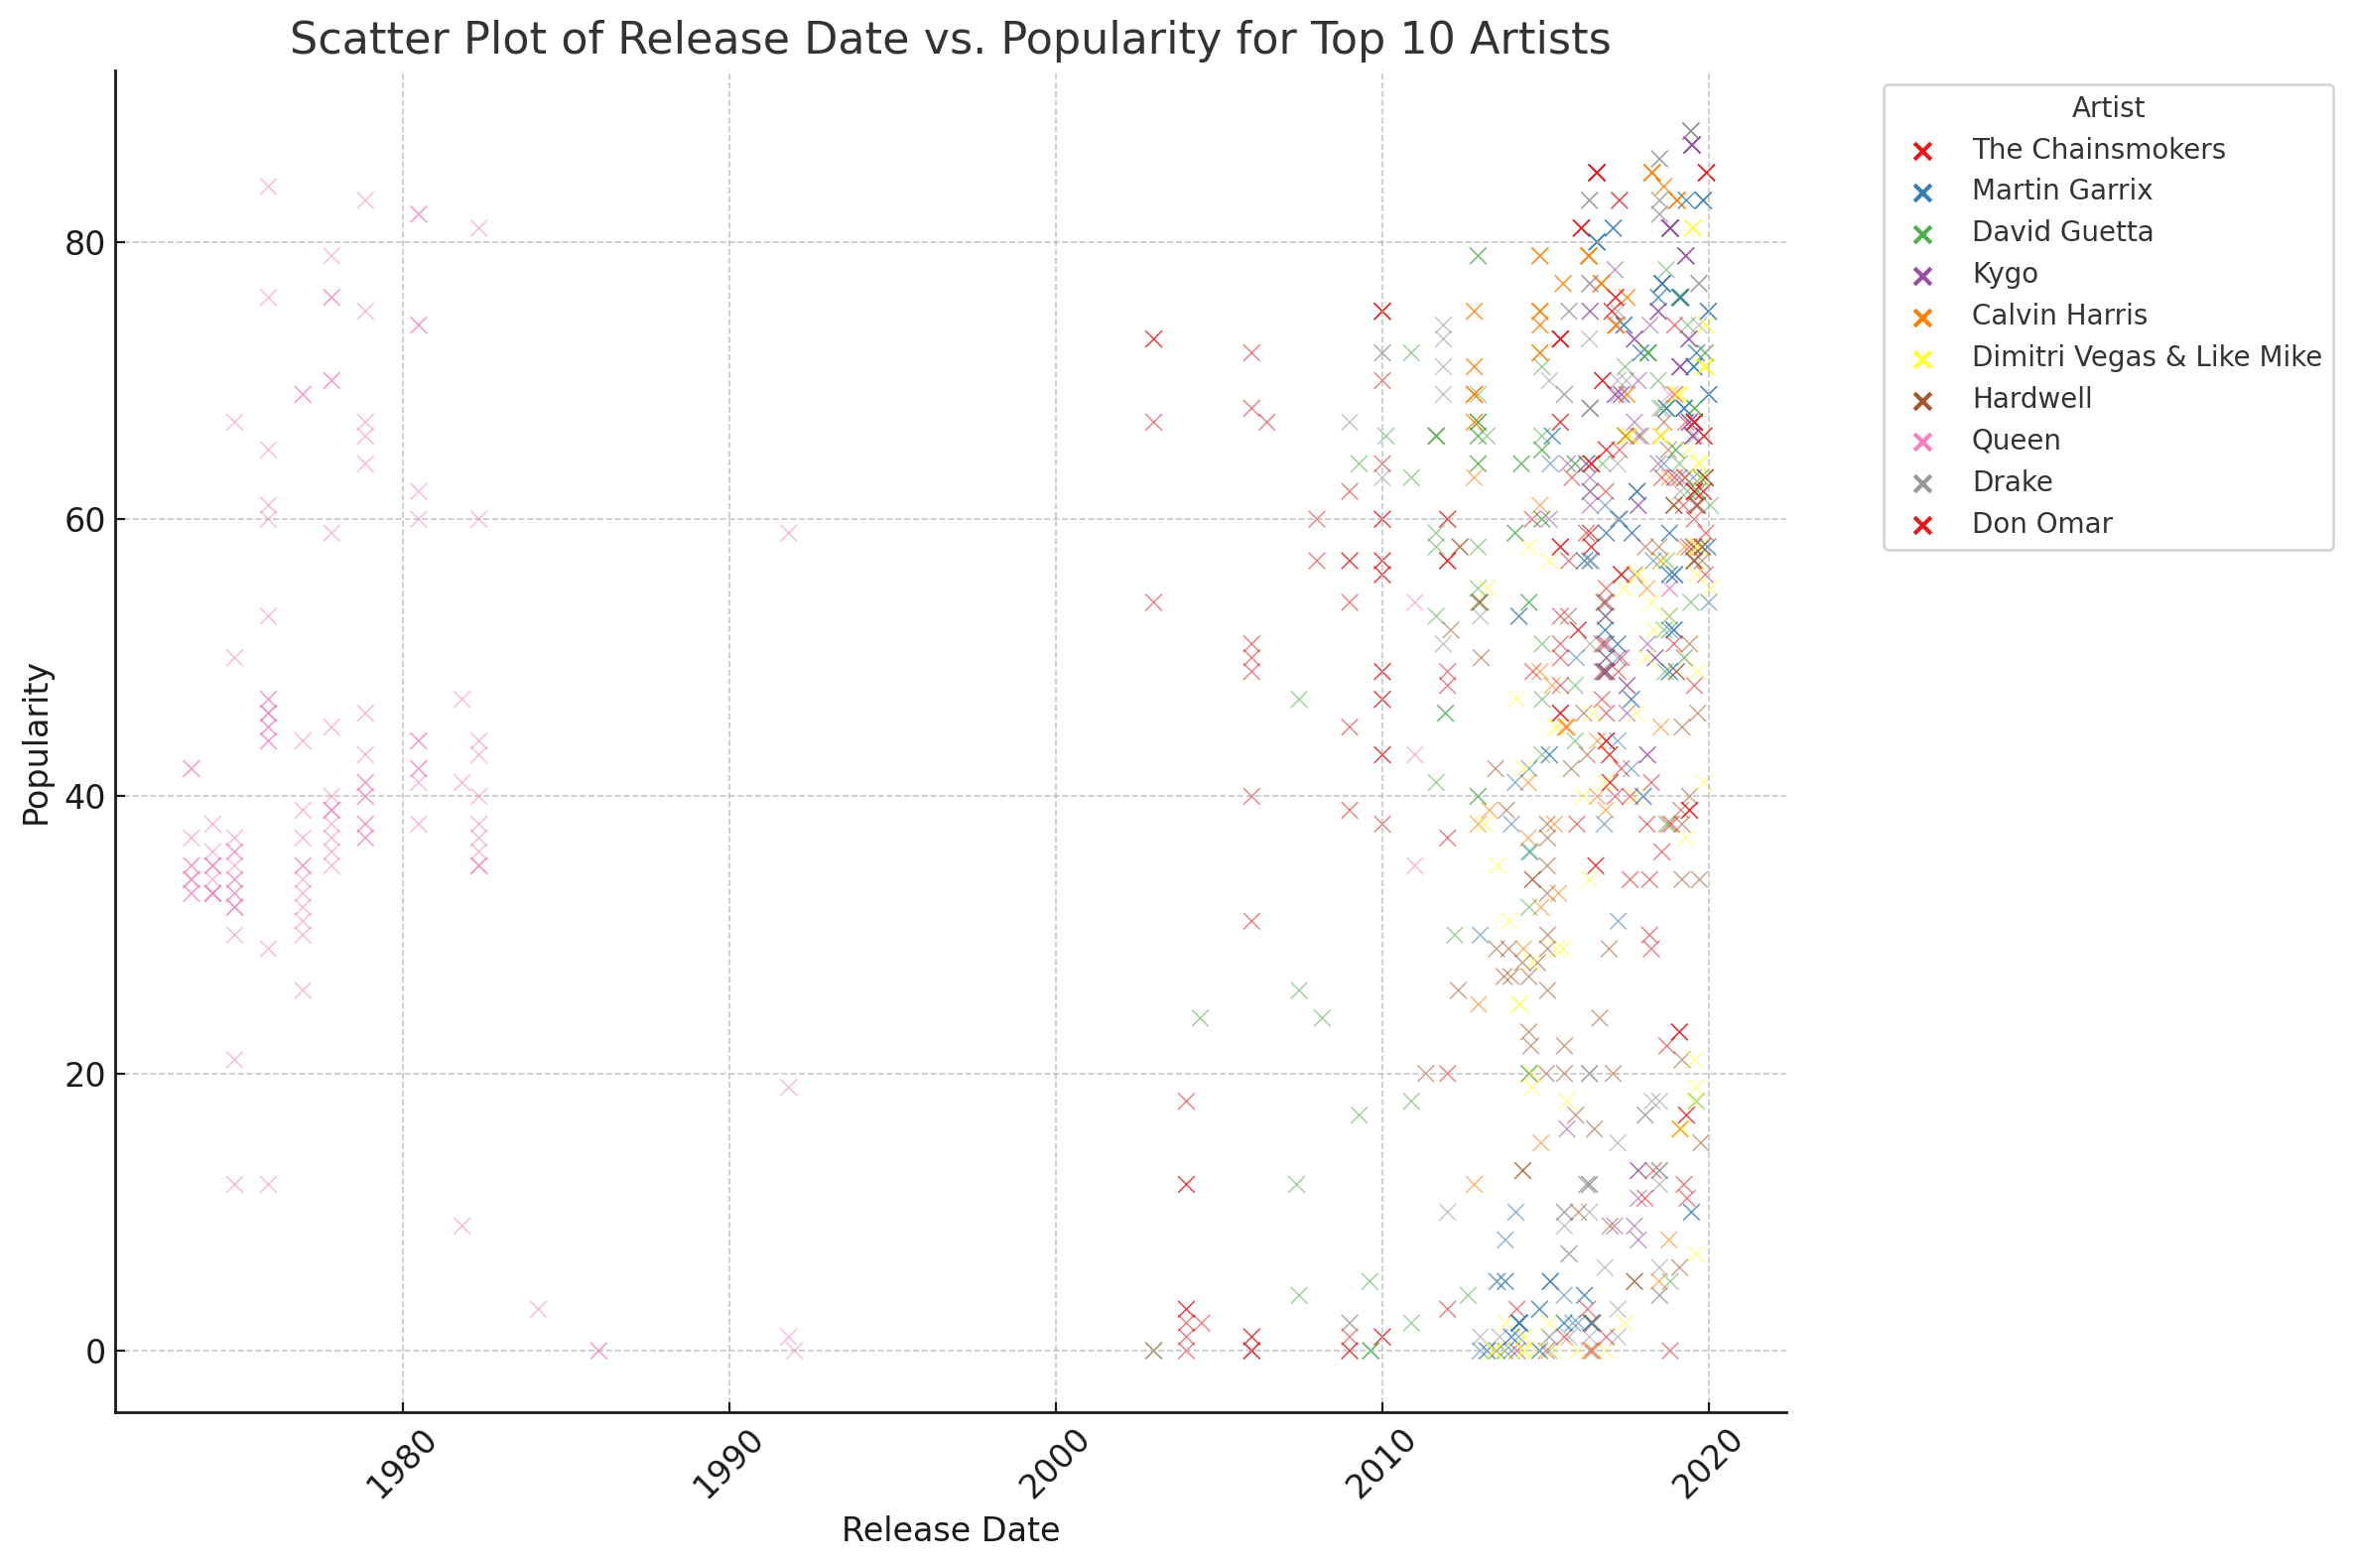 Scatter Plot of Release Date vs. Popularity for Top 10 Artists
Artist
The Chainsmokers
Martin Garrix
David Guetta
Kygo
Calvin Harris
Dimitri Vegas & Like Mike
Hardwell
Queen
Drake
Don Omar
Popularity
80
60
40
20
0
1980
1990
2000
2010
2020
Release Date